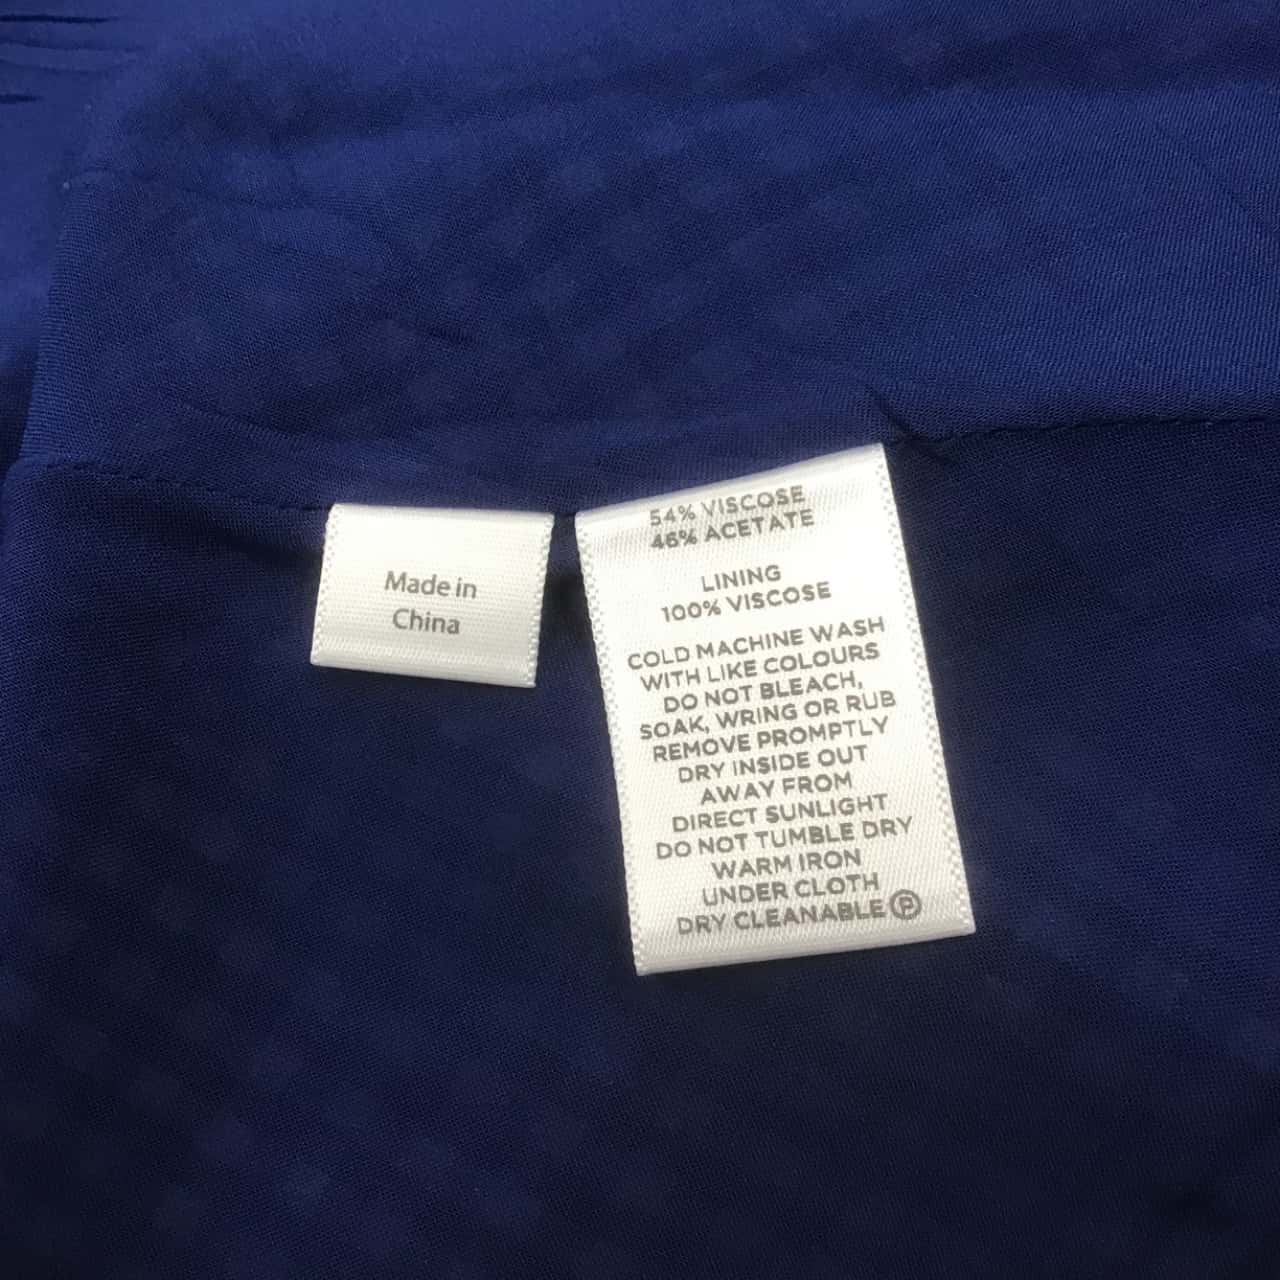 Made in
China
54% VISCOSE
46% ACETATE
LINING
100% VISCOSE
COLD MACHINE WASH
WITH LIKE COLOURS
DO NOT BLEACH,
SOAK, WRING OR RUB
REMOVE PROMPTLY
DRY INSIDE OUT
AWAY FROM
DIRECT SUNLIGHT
DO NOT TUMBLE DRY
WARM IRON
UNDER CLOTH
DRY CLEANABLE Ⓟ